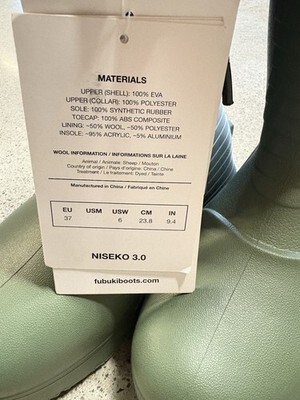 MATERIALS
UPPER (SHELL): 100% EVA
UPPER (COLLAR): 100% POLYESTER
SOLE: 100% SYNTHETIC RUBBER
TOECAP: 100% ABS COMPOSITE
LINING: ~50% WOOL, ~50% POLYESTER
INSOLE: ~95% ACRYLIC, ~5% ALUMINIUM
WOOL INFORMATION / INFORMATIONS SUR LA LAINE
Animal / Animale: Sheep / Mouton
Country of origin / Pays d'origine: China / Chine
Treatment / Le traitement: Dyed / Teinte
Manufactured in China / Fabriqué en Chine
EU USM USW CM IN
37 6 23.8 9.4
NISEKO 3.0
fubukiboots.com